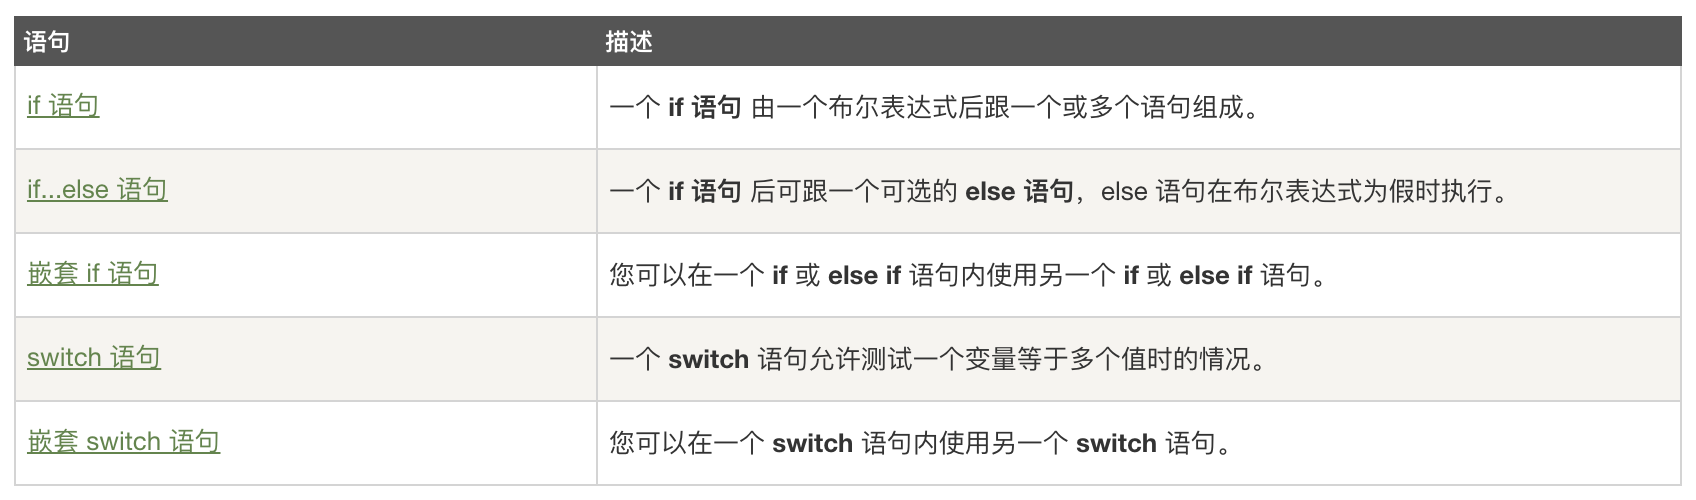 语句 描述
if 语句 一个 if 语句 由一个布尔表达式后跟一个或多个语句组成。
if...else 语句 一个 if 语句 后可跟一个可选的 else 语句，else 语句在布尔表达式为假时执行。
嵌套 if 语句 您可以在一个 if 或 else if 语句内使用另一个 if 或 else if 语句。
switch 语句 一个 switch 语句允许测试一个变量等于多个值时的情况。
嵌套 switch 语句 您可以在一个 switch 语句内使用另一个 switch 语句。